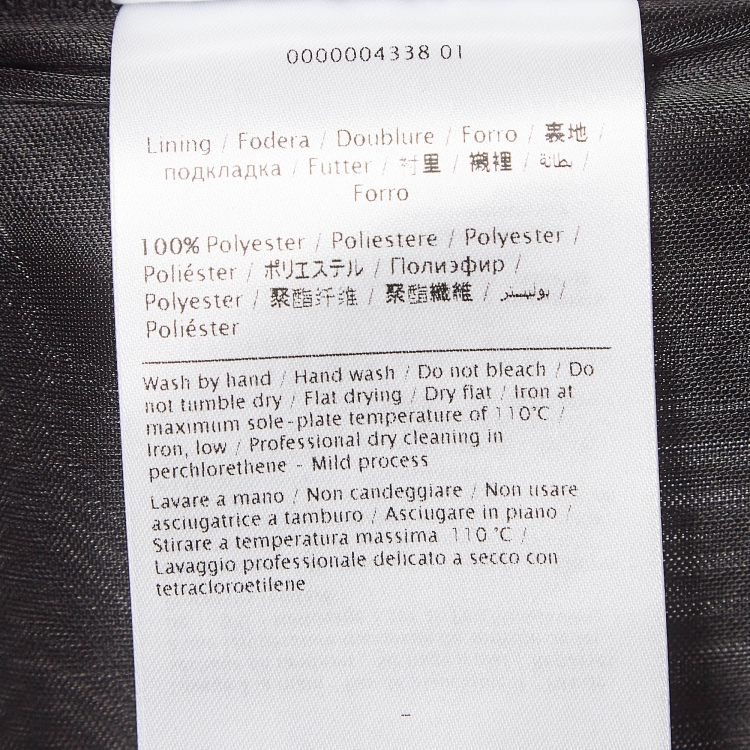 0000004338 01
Lining / Fodera / Doublure / Forro / 裏地 /
подкладка / Futter / 衬里 / 襯裡 / بطانة /
Forro
100% Polyester / Poliestere / Polyester /
Poliéster / ポリエステル / Полиэфир /
Polyester / 聚酯纤维 / 聚酯纖維 / بوليستر /
Poliéster
Wash by hand / Hand wash / Do not bleach / Do
not tumble dry / Flat drying / Dry flat / Iron at
maximum sole-plate temperature of 110°C /
Iron, low / Professional dry cleaning in
perchlorethene - Mild process
Lavare a mano / Non candeggiare / Non usare
asciugatrice a tamburo / Asciugare in piano /
Stirare a temperatura massima 110 °C /
Lavaggio professionale delicato a secco con
tetracloroetilene